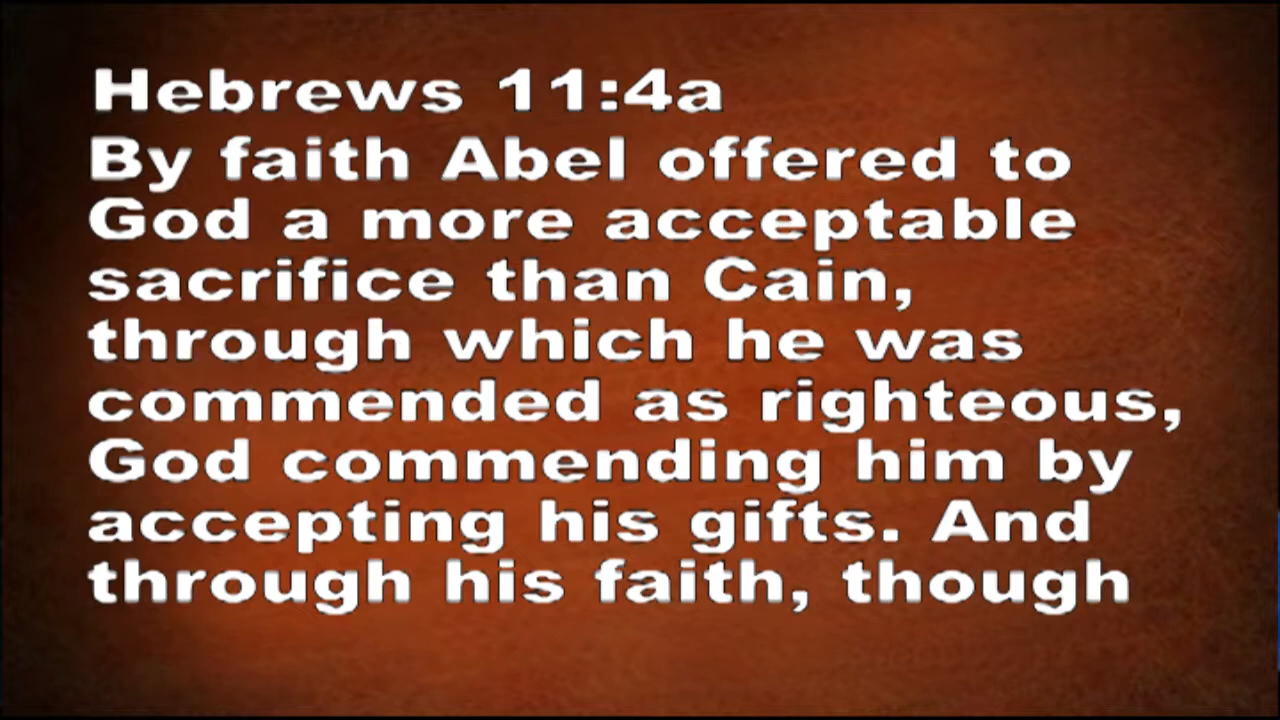 Hebrews 11:4a
By faith Abel offered to
God a more acceptable
sacrifice than Cain,
through which he was
commended as righteous,
God commending him by
accepting his gifts. And
through his faith, though